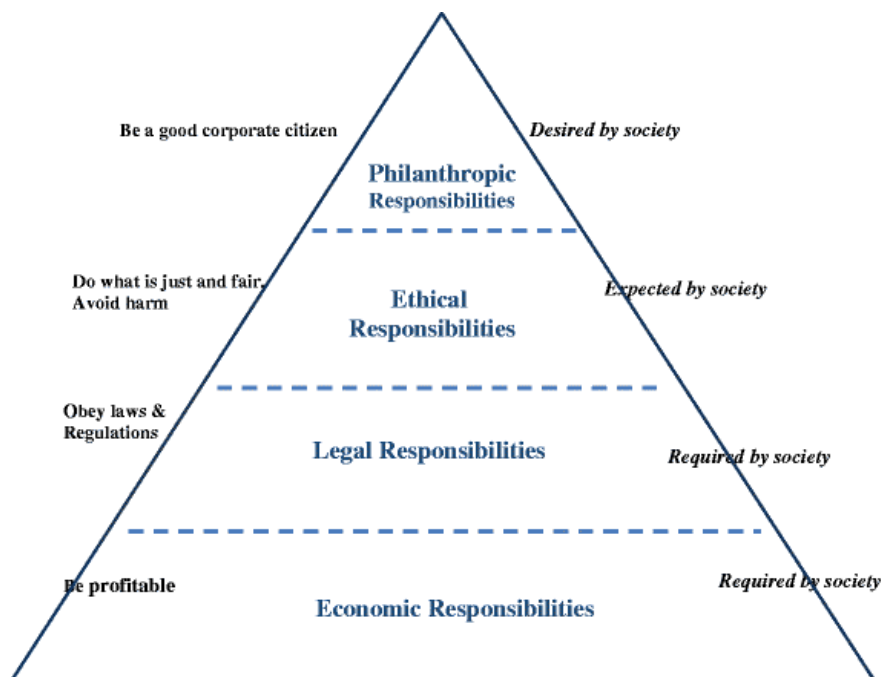 Be a good corporate citizen
Desired by society
Philanthropic
Responsibilities
Do what is just and fair,
Avoid harm
Expected by society
Ethical
Responsibilities
Obey laws &
Regulations
Legal Responsibilities
Required by society
Be profitable
Required by society
Economic Responsibilities